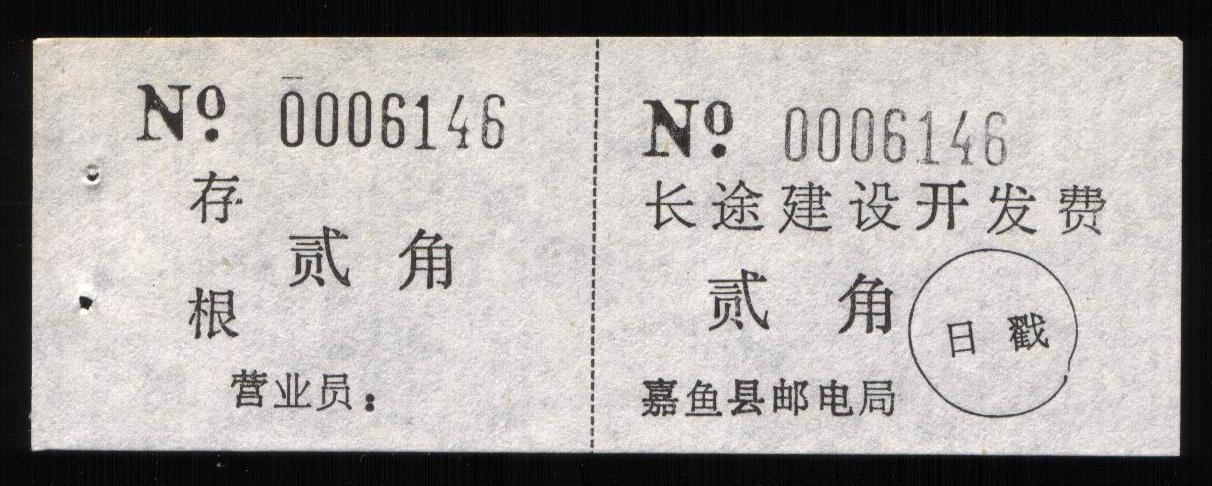 Nº 0006146
存根
贰角
营业员：
Nº 0006146
长途建设开发费
贰角
日戳
嘉鱼县邮电局